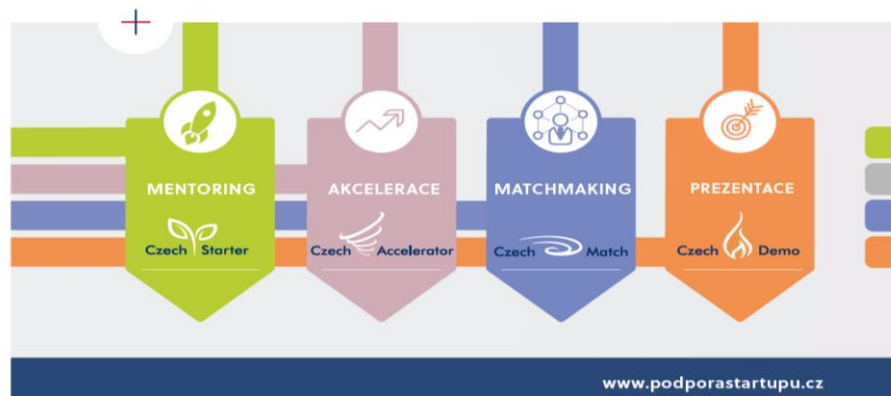 MENTORING
Czech Starter
AKCELERACE
Czech Accelerator
MATCHMAKING
Czech Match
PREZENTACE
Czech Demo
www.podporastartupu.cz